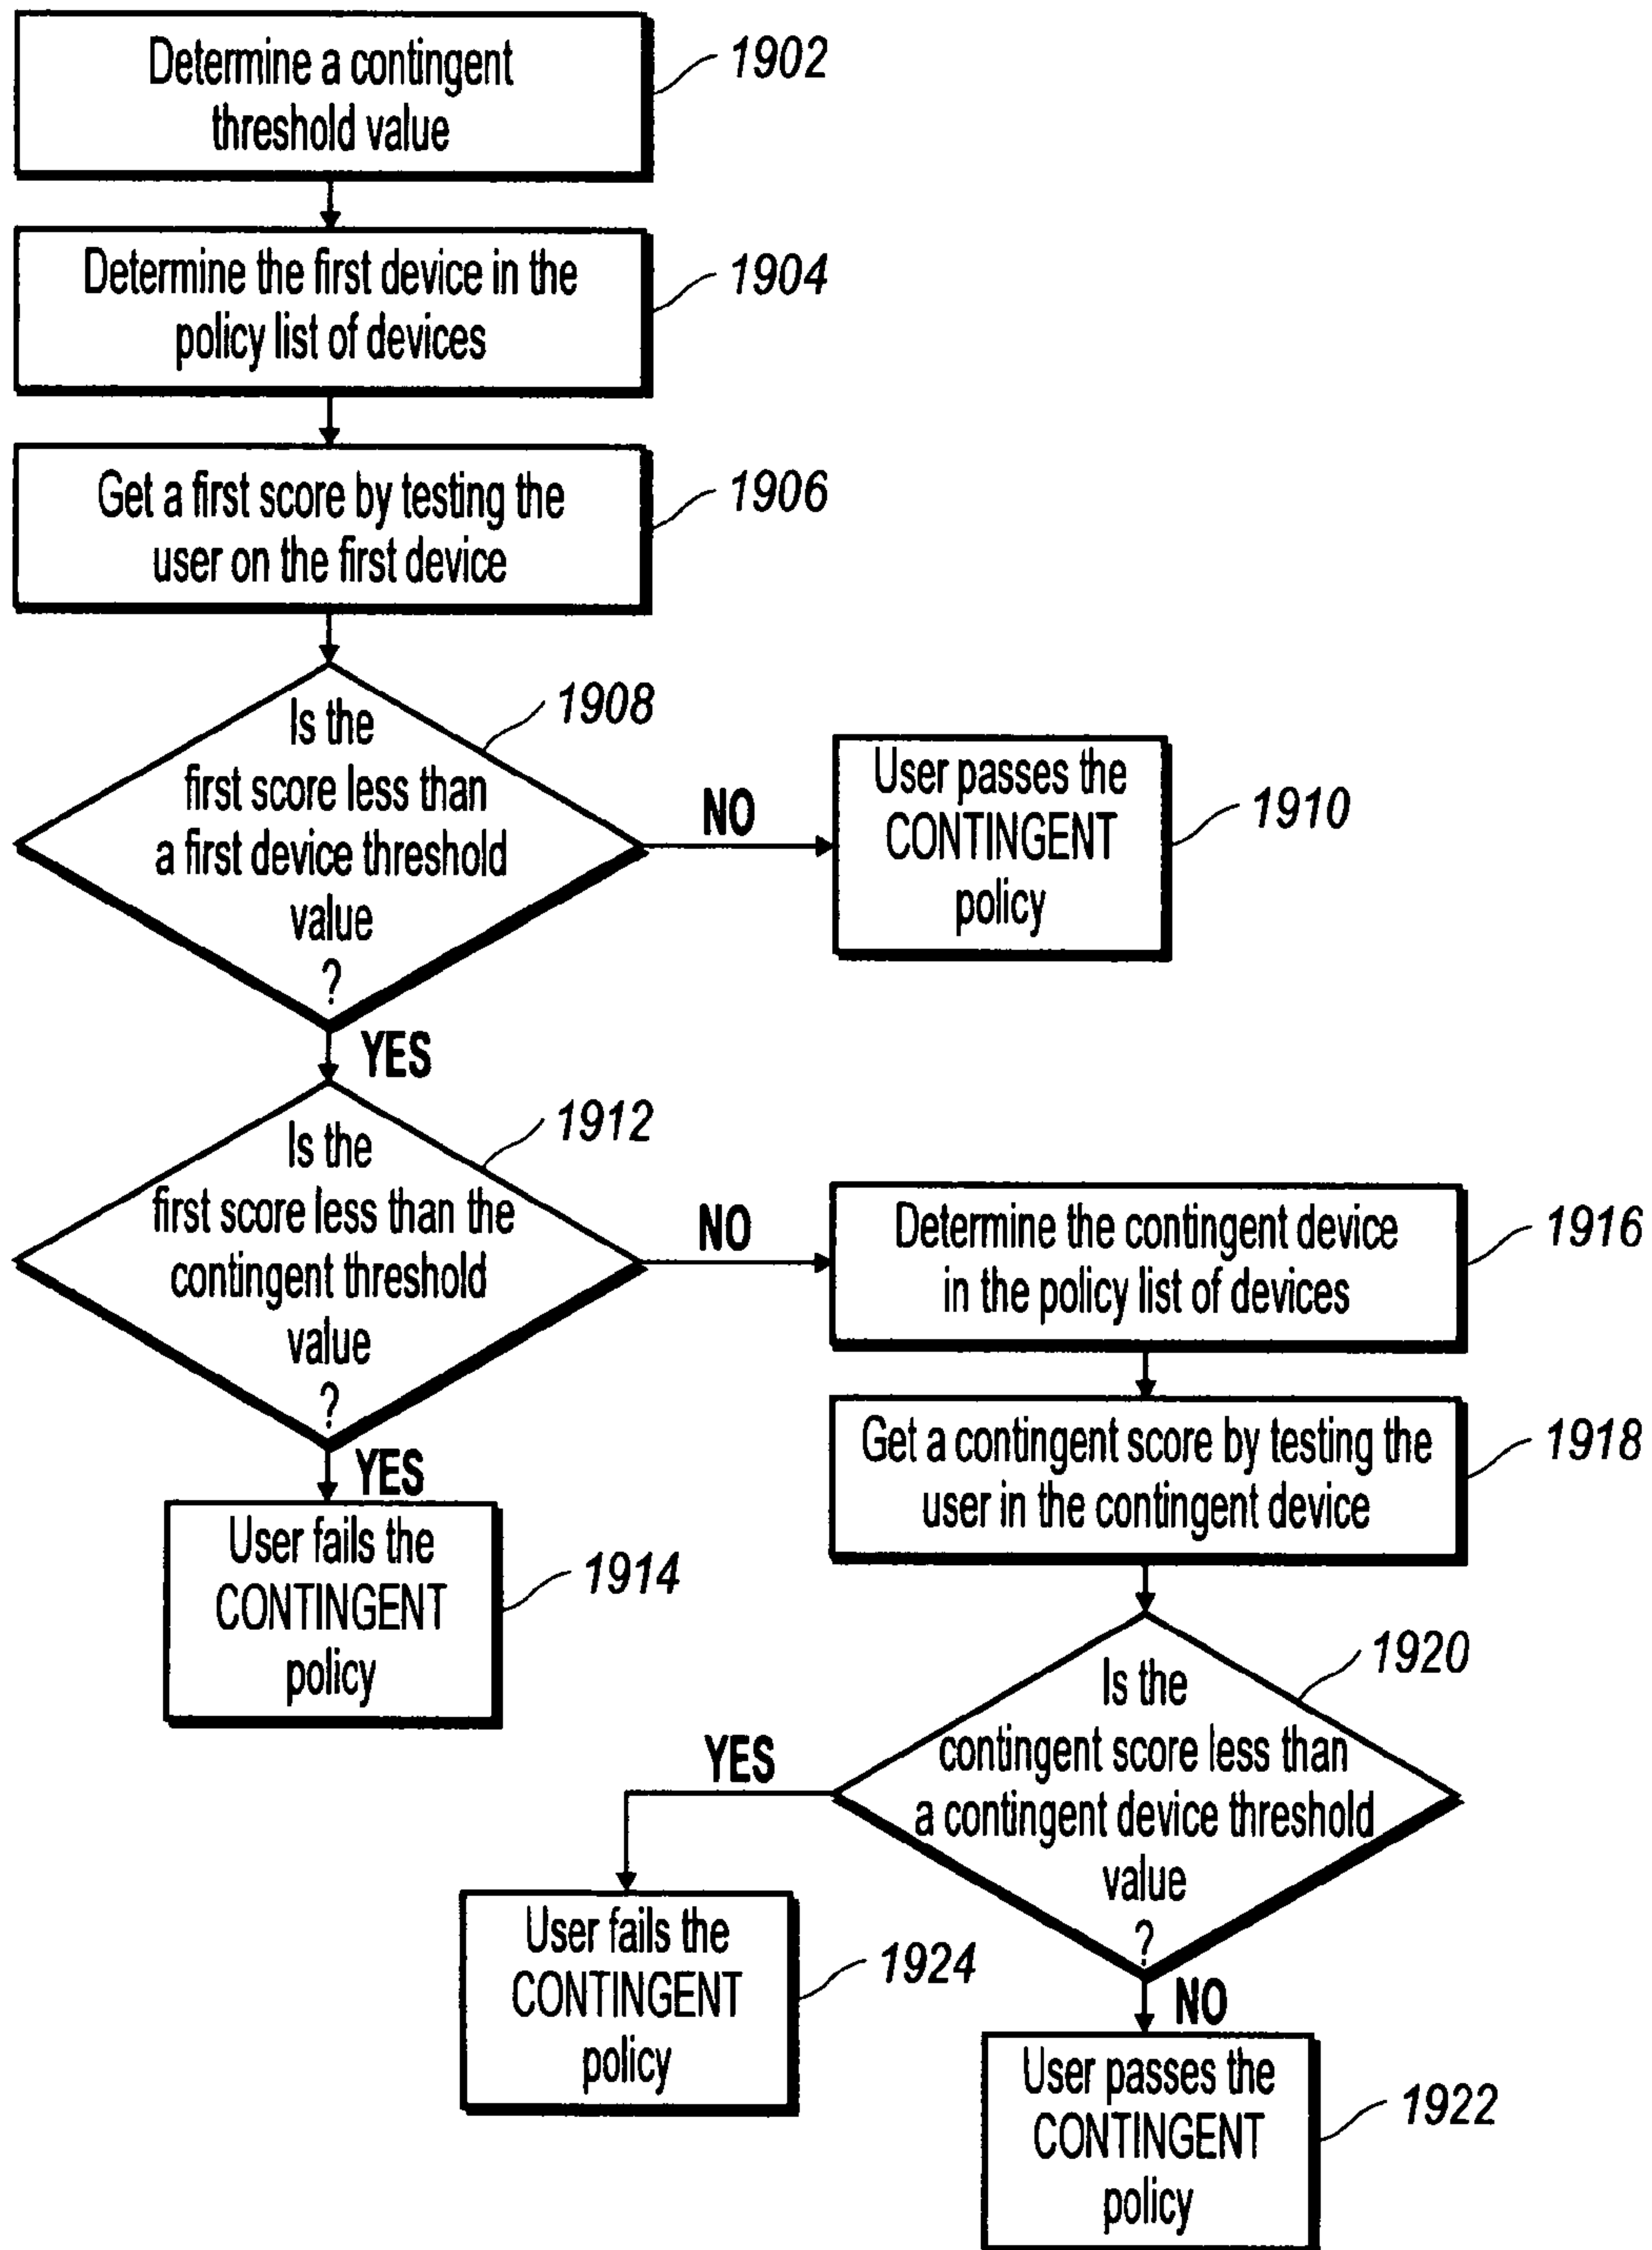 Determine a contingent
threshold value
1902
Determine the first device in the
policy list of devices
1904
Get a first score by testing the
user on the first device
1906
Is the
first score less than
a first device threshold
value
?
1908
NO
User passes the
CONTINGENT
policy
1910
YES
Is the
first score less than the
contingent threshold
value
?
1912
NO
Determine the contingent device
in the policy list of devices
1916
YES
User fails the
CONTINGENT
policy
1914
Get a contingent score by testing the
user in the contingent device
1918
Is the
contingent score less than
a contingent device threshold
value
?
1920
YES
User fails the
CONTINGENT
policy
1924
NO
User passes the
CONTINGENT
policy
1922